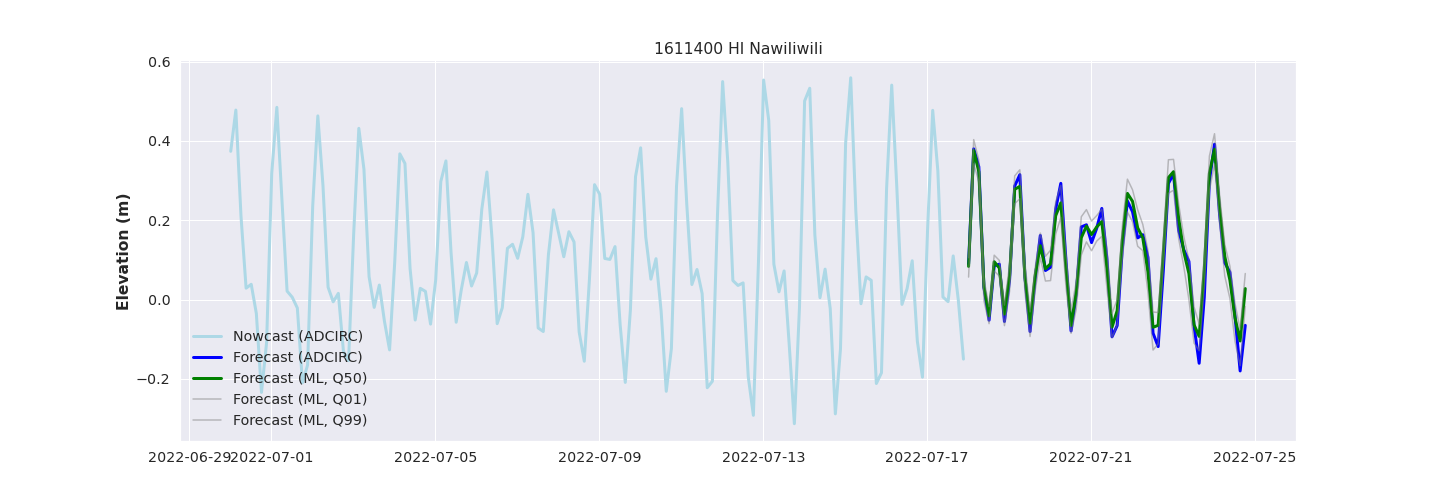 1611400 HI Nawiliwili
Elevation (m)
0.6
0.4
0.2
0.0
−0.2
Nowcast (ADCIRC)
Forecast (ADCIRC)
Forecast (ML, Q50)
Forecast (ML, Q01)
Forecast (ML, Q99)
2022-06-29 2022-07-01 2022-07-05 2022-07-09 2022-07-13 2022-07-17 2022-07-21 2022-07-25